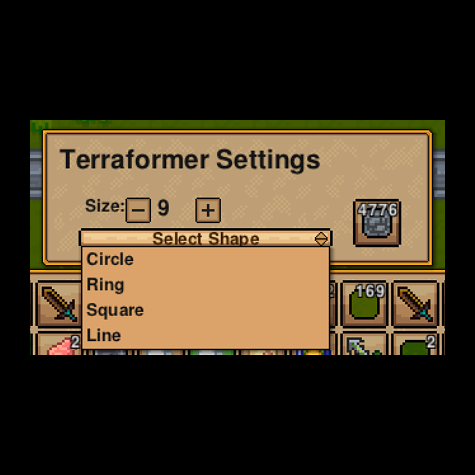 Terraformer Settings
Size: − 9 +
4776
Select Shape
Circle
Ring
Square
Line
169
2
2